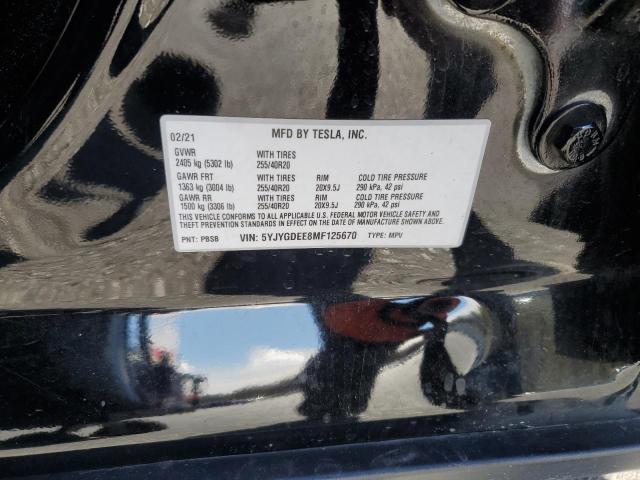 02/21 MFD BY TESLA, INC.
GVWR WITH TIRES
2405 kg (5302 lb) 255/40R20
GAWR FRT WITH TIRES RIM COLD TIRE PRESSURE
1363 kg (3004 lb) 255/40R20 20X9.5J 290 kPa, 42 psi
GAWR RR WITH TIRES RIM COLD TIRE PRESSURE
1500 kg (3306 lb) 255/40R20 20X9.5J 290 kPa, 42 psi
THIS VEHICLE CONFORMS TO ALL APPLICABLE U.S. FEDERAL MOTOR VEHICLE SAFETY AND
THEFT PREVENTION STANDARDS IN EFFECT ON THE DATE OF MANUFACTURE SHOWN ABOVE.
PNT: PBSB VIN: 5YJYGDEE8MF125670 TYPE: MPV